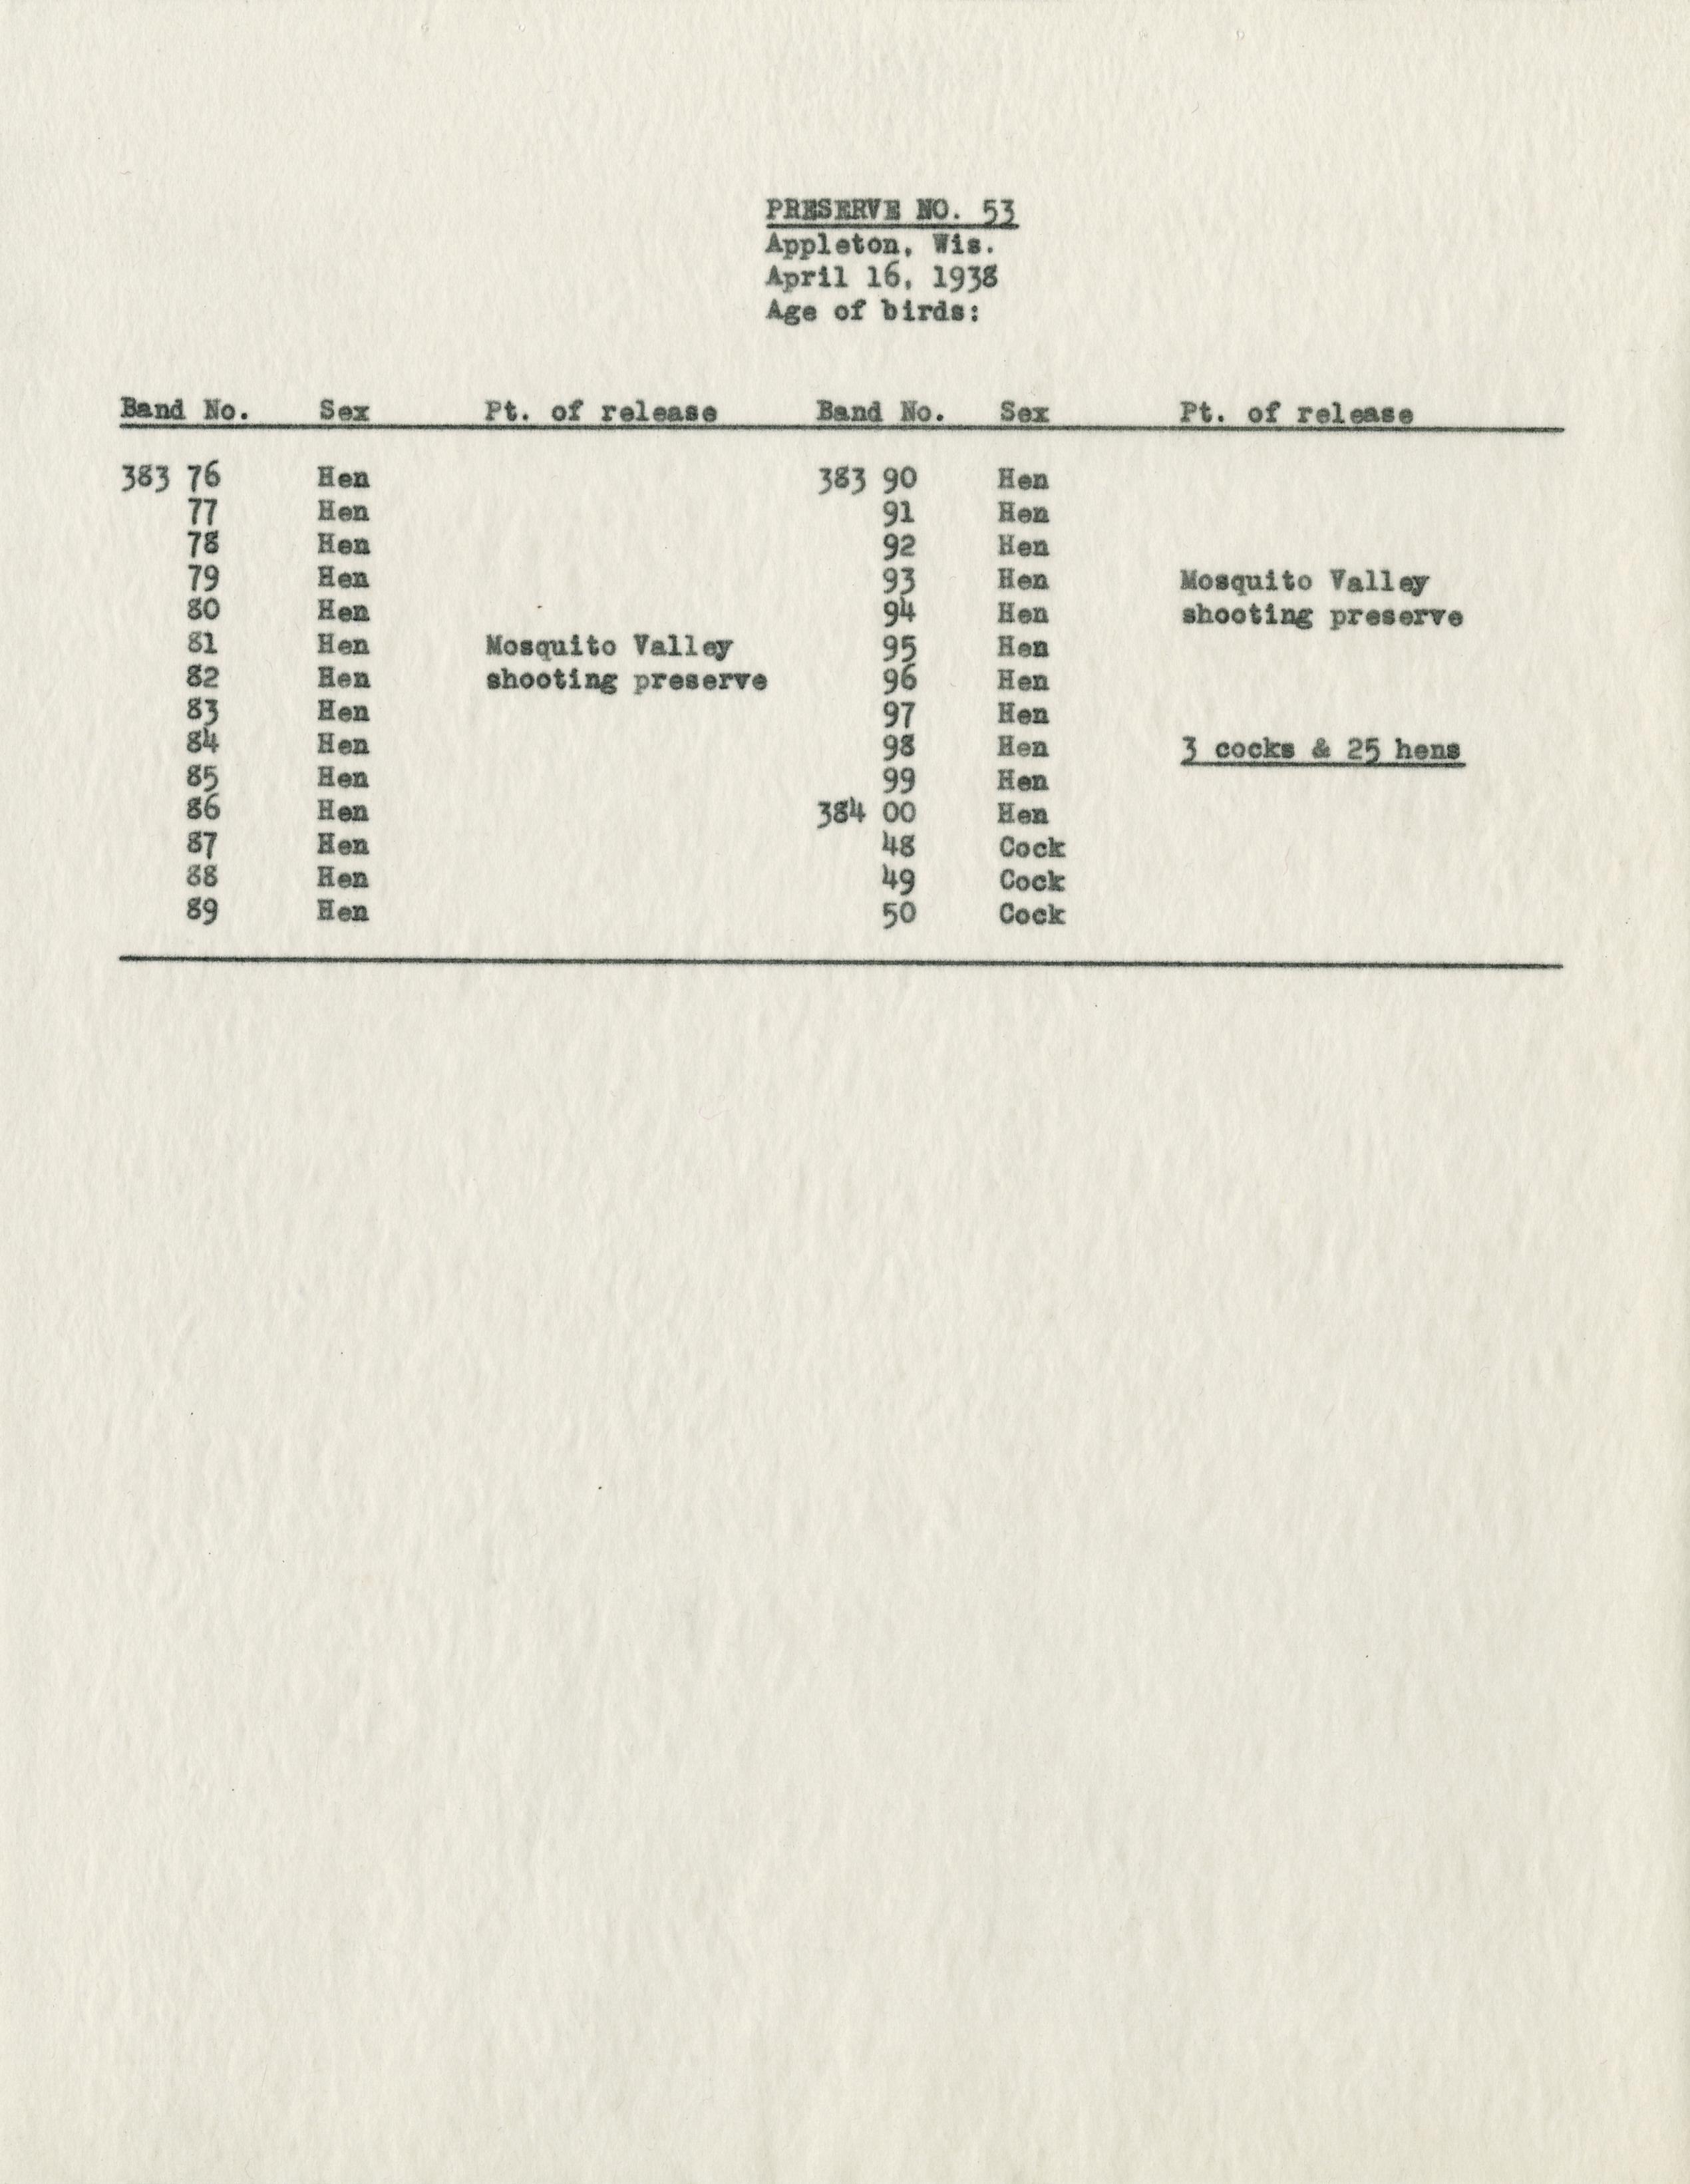 PRESERVE NO. 53
Appleton, Wis.
April 16, 1938
Age of birds:
Band No. Sex Pt. of release Band No. Sex Pt. of release
383 76 Hen 383 90 Hen
77 Hen 91 Hen
78 Hen 92 Hen
79 Hen 93 Hen Mosquito Valley
80 Hen 94 Hen shooting preserve
81 Hen Mosquito Valley 95 Hen
82 Hen shooting preserve 96 Hen
83 Hen 97 Hen
84 Hen 98 Hen 3 cocks & 25 hens
85 Hen 99 Hen
86 Hen 384 00 Hen
87 Hen 48 Cock
88 Hen 49 Cock
89 Hen 50 Cock